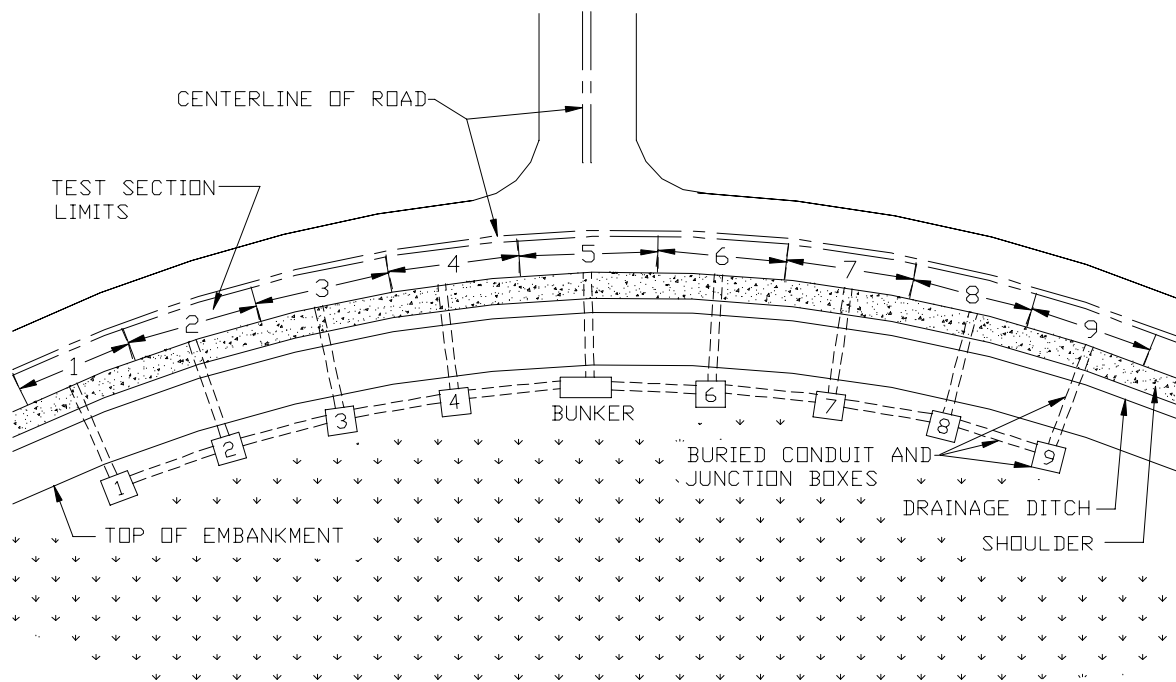 CENTERLINE OF ROAD
TEST SECTION
LIMITS
1
2
3
4
5
6
7
8
9
1
2
3
4
BUNKER
6
7
8
9
BURIED CONDUIT AND
JUNCTION BOXES
DRAINAGE DITCH
TOP OF EMBANKMENT
SHOULDER